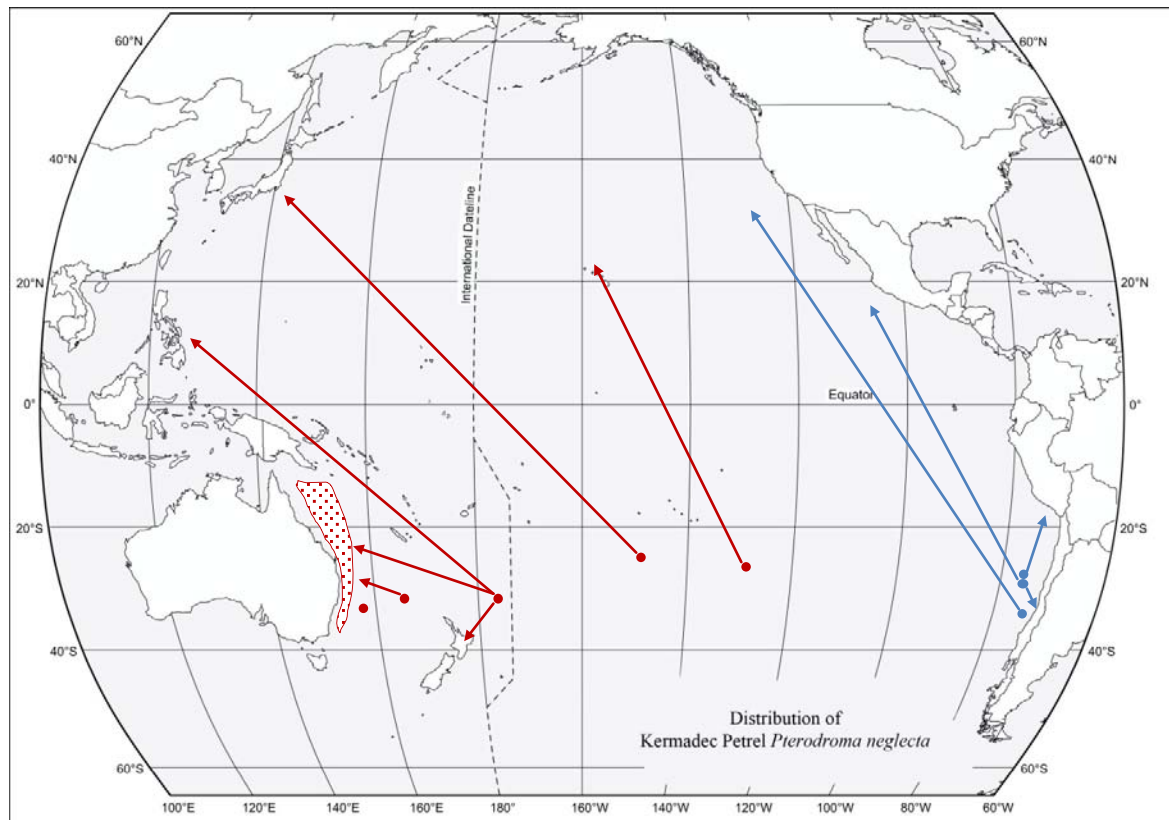 60°N
60°N
40°N
40°N
International Dateline
20°N
20°N
Equator
0°
0°
20°S
20°S
40°S
40°S
Distribution of
Kermadec Petrel Pterodroma neglecta
60°S
60°S
100°E
120°E
140°E
160°E
180°
160°W
140°W
120°W
100°W
80°W
60°W